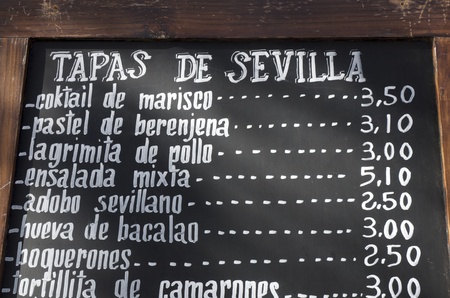 TAPAS DE SEVILLA
-coktail de marisco........3,50
-pastel de berenjena........3,10
-lagrimita de pollo........3,00
-ensalada mixta........5,10
-adobo sevillano........2,50
-hueva de bacalao........3,00
-boquerones........2,50
-tortillita de camarones....3,00